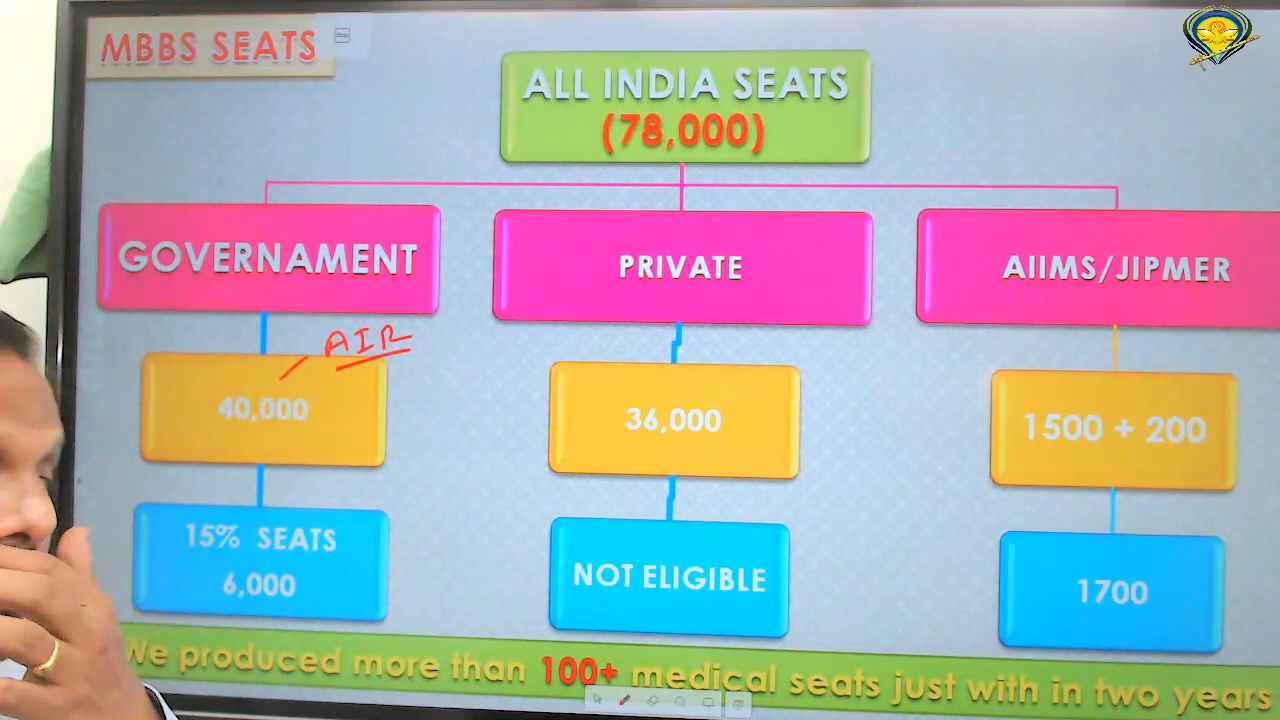 MBBS SEATS
ALL INDIA SEATS
(78,000)
GOVERNAMENT
PRIVATE
AIIMS/JIPMER
AIR
40,000
36,000
1500 + 200
15% SEATS
6,000
NOT ELIGIBLE
1700
We produced more than 100+ medical seats just with in two years